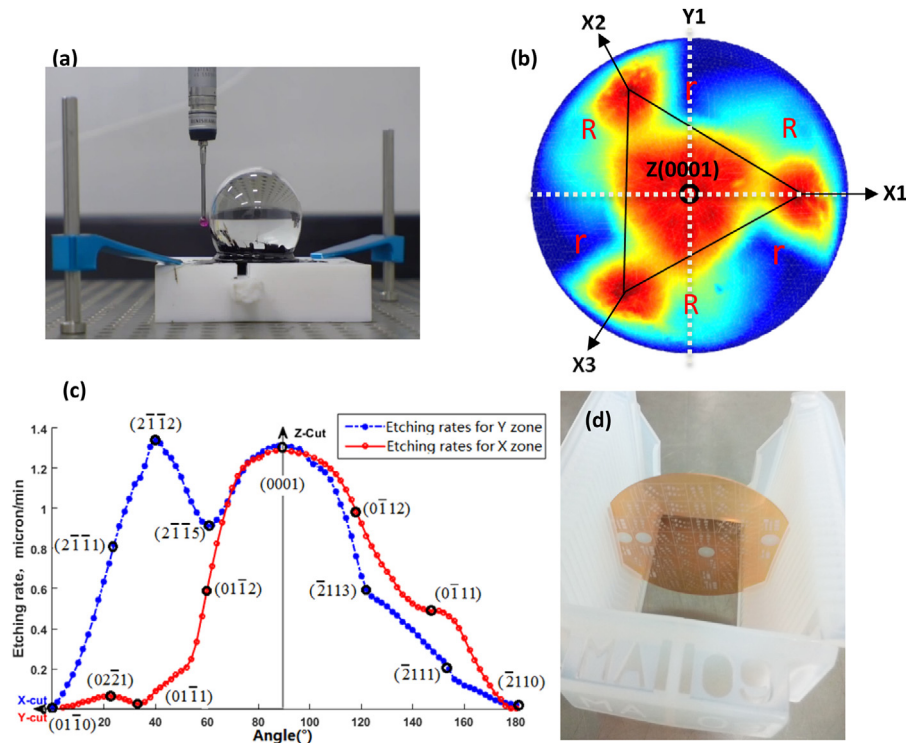 (a)
(b)
Y1
X2
r
R
R
Z(0001)
X1
r
r
R
X3
(c)
(d)
Etching rates for Y zone
Etching rates for X zone
Z-Cut
Etching rate, micron/min
1.4
1.2
1
0.8
0.6
0.4
0.2
(21̄1̄2)
(21̄1̄1)
(21̄1̄5)
(0001)
(01̄12)
(011̄2)
(2̄113)
(01̄11)
(022̄1)
(011̄1)
(2̄111)
(2̄110)
X-cut
Y-cut
(011̄0)
20 40 60 80 100 120 140 160 180
Angle(°)